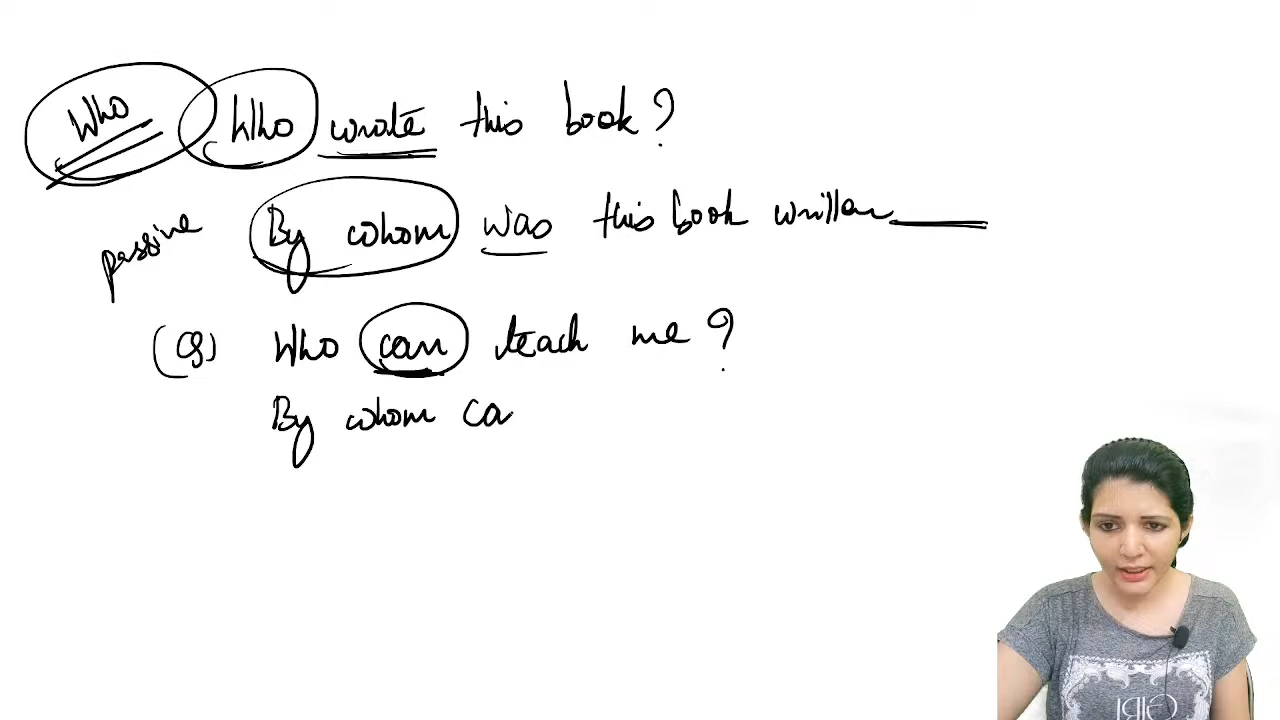 Who Who wrote this book?
passive By whom was this book written
(Q) Who can teach me?
By whom ca